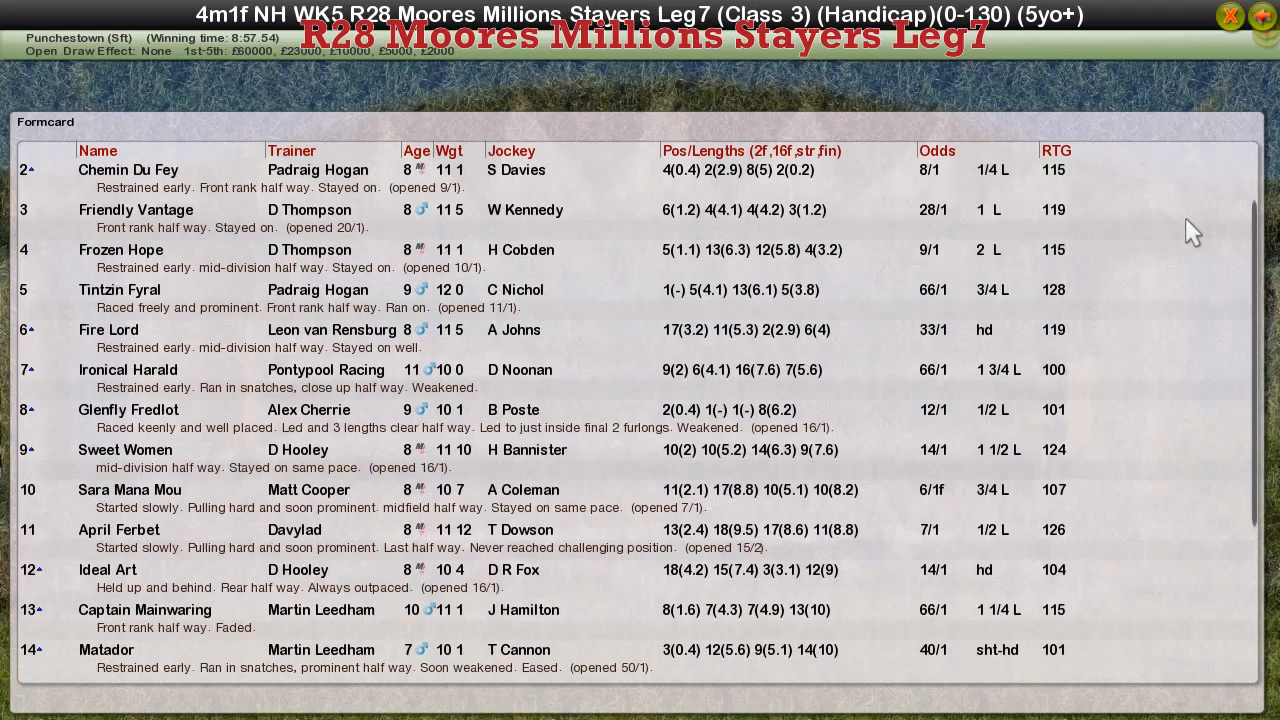 4m1f NH WK5 R28 Moores Millions Stayers Leg7 (Class 3) (Handicap)(0-130) (5yo+)
R28 Moores Millions Stayers Leg7
Punchestown (Sft) (Winning time: 8:57.54)
Open Draw Effect: None 1st-5th: £60000, £23000, £10000, £5000, £2000
Formcard
Name Trainer Age Wgt Jockey Pos/Lengths (2f,16f,str,fin) Odds RTG
2 Chemin Du Fey Padraig Hogan 8 11 1 S Davies 4(0.4) 2(2.9) 8(5) 2(0.2) 8/1 1/4 L 115
Restrained early. Front rank half way. Stayed on. (opened 9/1).
3 Friendly Vantage D Thompson 8 11 5 W Kennedy 6(1.2) 4(4.1) 4(4.2) 3(1.2) 28/1 1 L 119
Front rank half way. Stayed on. (opened 20/1).
4 Frozen Hope D Thompson 8 11 1 H Cobden 5(1.1) 13(6.3) 12(5.8) 4(3.2) 9/1 2 L 115
Restrained early. mid-division half way. Stayed on. (opened 10/1).
5 Tintzin Fyral Padraig Hogan 9 12 0 C Nichol 1(-) 5(4.1) 13(6.1) 5(3.8) 66/1 3/4 L 128
Raced freely and prominent. Front rank half way. Ran on. (opened 11/1).
6 Fire Lord Leon van Rensburg 8 11 5 A Johns 17(3.2) 11(5.3) 2(2.9) 6(4) 33/1 hd 119
Restrained early. mid-division half way. Stayed on well.
7 Ironical Harald Pontypool Racing 11 10 0 D Noonan 9(2) 6(4.1) 16(7.6) 7(5.6) 66/1 1 3/4 L 100
Restrained early. Ran in snatches, close up half way. Weakened.
8 Glenfly Fredlot Alex Cherrie 9 10 1 B Poste 2(0.4) 1(-) 1(-) 8(6.2) 12/1 1/2 L 101
Raced keenly and well placed. Led and 3 lengths clear half way. Led to just inside final 2 furlongs. Weakened. (opened 16/1).
9 Sweet Women D Hooley 8 11 10 H Bannister 10(2) 10(5.2) 14(6.3) 9(7.6) 14/1 1 1/2 L 124
mid-division half way. Stayed on same pace. (opened 16/1).
10 Sara Mana Mou Matt Cooper 8 10 7 A Coleman 11(2.1) 17(8.8) 10(5.1) 10(8.2) 6/1f 3/4 L 107
Started slowly. Pulling hard and soon prominent. midfield half way. Stayed on same pace. (opened 7/1).
11 April Ferbet Davylad 8 11 12 T Dowson 13(2.4) 18(9.5) 17(8.6) 11(8.8) 7/1 1/2 L 126
Started slowly. Pulling hard and soon prominent. Last half way. Never reached challenging position. (opened 15/2).
12 Ideal Art D Hooley 8 10 4 D R Fox 18(4.2) 15(7.4) 3(3.1) 12(9) 14/1 hd 104
Held up and behind. Rear half way. Always outpaced. (opened 16/1).
13 Captain Mainwaring Martin Leedham 10 11 1 J Hamilton 8(1.6) 7(4.3) 7(4.9) 13(10) 66/1 1 1/4 L 115
Front rank half way. Faded.
14 Matador Martin Leedham 7 10 1 T Cannon 3(0.4) 12(5.6) 9(5.1) 14(10) 40/1 sht-hd 101
Restrained early. Ran in snatches, prominent half way. Soon weakened. Eased. (opened 50/1).